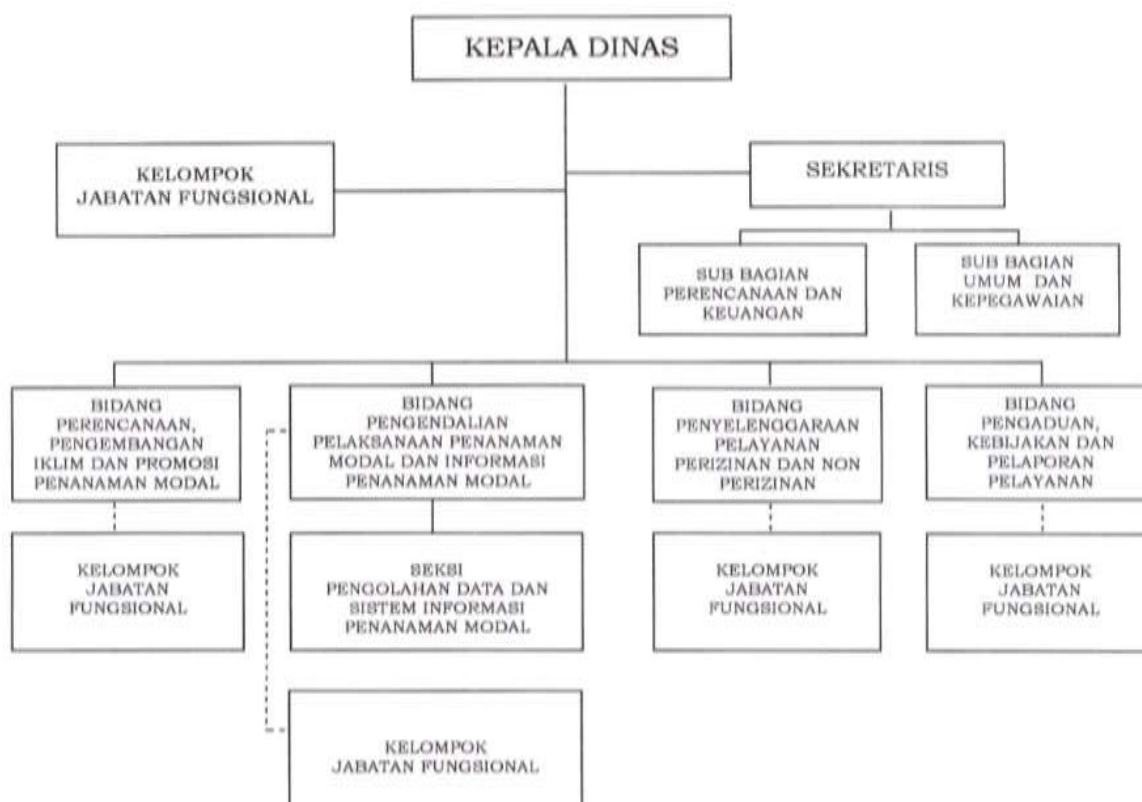 KEPALA DINAS
KELOMPOK
JABATAN FUNGSIONAL
SEKRETARIS
SUB BAGIAN
PERENCANAAN DAN
KEUANGAN
SUB BAGIAN
UMUM DAN
KEPEGAWAIAN
BIDANG
PERENCANAAN,
PENGEMBANGAN
IKLIM DAN PROMOSI
PENANAMAN MODAL
BIDANG
PENGENDALIAN
PELAKSANAAN PENANAMAN
MODAL DAN INFORMASI
PENANAMAN MODAL
BIDANG
PENYELENGGARAAN
PELAYANAN
PERIZINAN DAN NON
PERIZINAN
BIDANG
PENGADUAN,
KEBIJAKAN DAN
PELAPORAN
PELAYANAN
KELOMPOK
JABATAN
FUNGSIONAL
SEKSI
PENGOLAHAN DATA DAN
SISTEM INFORMASI
PENANAMAN MODAL
KELOMPOK
JABATAN
FUNGSIONAL
KELOMPOK
JABATAN
FUNGSIONAL
KELOMPOK
JABATAN FUNGSIONAL